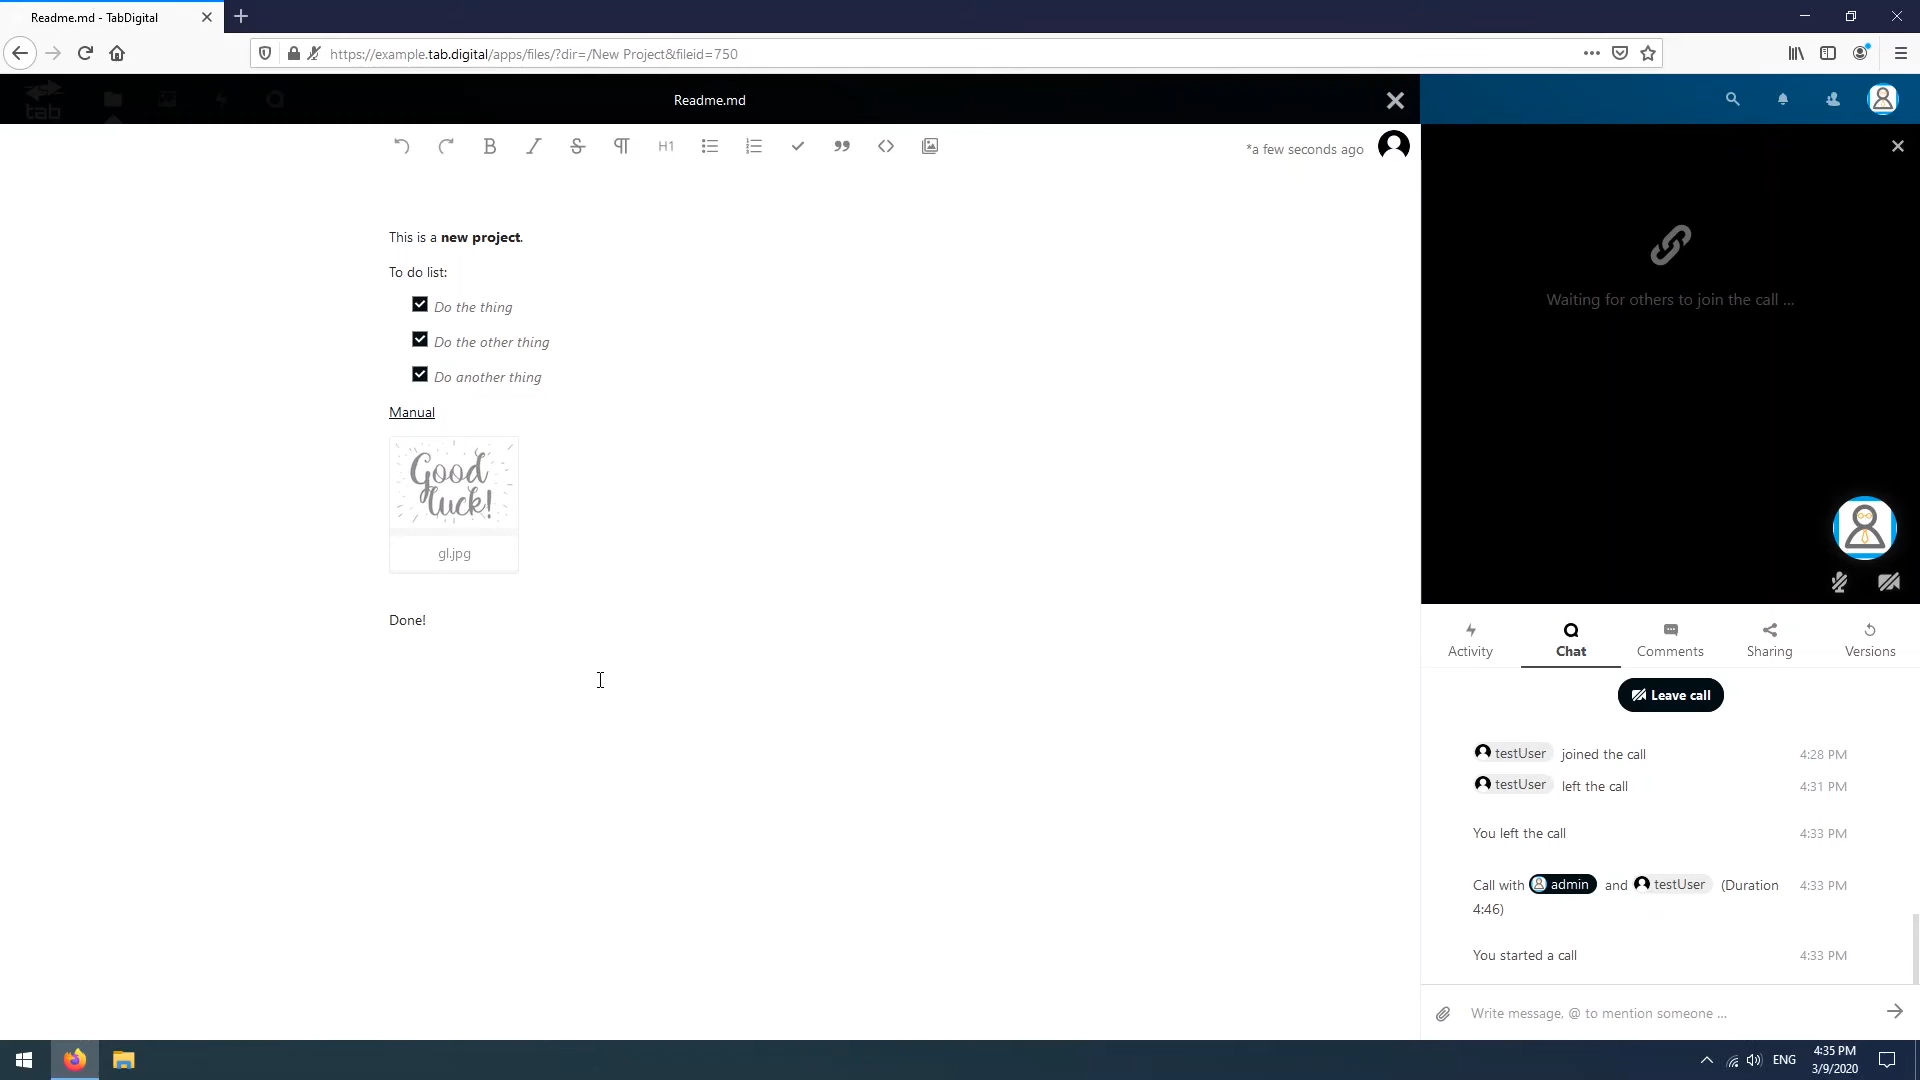 Readme.md - TabDigital
https://example.tab.digital/apps/files/?dir=/New Project&fileid=750
tab
Readme.md
H1
*a few seconds ago
This is a new project.
To do list:
Do the thing
Do the other thing
Do another thing
Manual
Good
luck!
gl.jpg
Done!
Waiting for others to join the call ...
Activity
Chat
Comments
Sharing
Versions
Leave call
testUser joined the call 4:28 PM
testUser left the call 4:31 PM
You left the call 4:33 PM
Call with admin and testUser (Duration 4:33 PM
4:46)
You started a call 4:33 PM
Write message, @ to mention someone ...
ENG
4:35 PM
3/9/2020